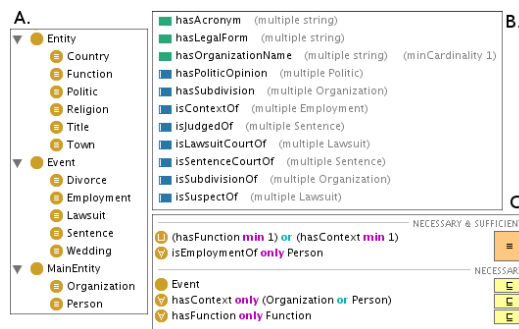 A.
Entity
Country
Function
Politic
Religion
Title
Town
Event
Divorce
Employment
Lawsuit
Sentence
Wedding
MainEntity
Organization
Person
B.
hasAcronym (multiple string)
hasLegalForm (multiple string)
hasOrganizationName (multiple string) (minCardinality 1)
hasPoliticOpinion (multiple Politic)
hasSubdivision (multiple Organization)
isContextOf (multiple Employment)
isJudgedOf (multiple Sentence)
isLawsuitCourtOf (multiple Lawsuit)
isSentenceCourtOf (multiple Sentence)
isSubdivisionOf (multiple Organization)
isSuspectOf (multiple Lawsuit)
C
NECESSARY & SUFFICIEN
(hasFunction min 1) or (hasContext min 1)
isEmploymentOf only Person
NECESSAR
Event
hasContext only (Organization or Person)
hasFunction only Function